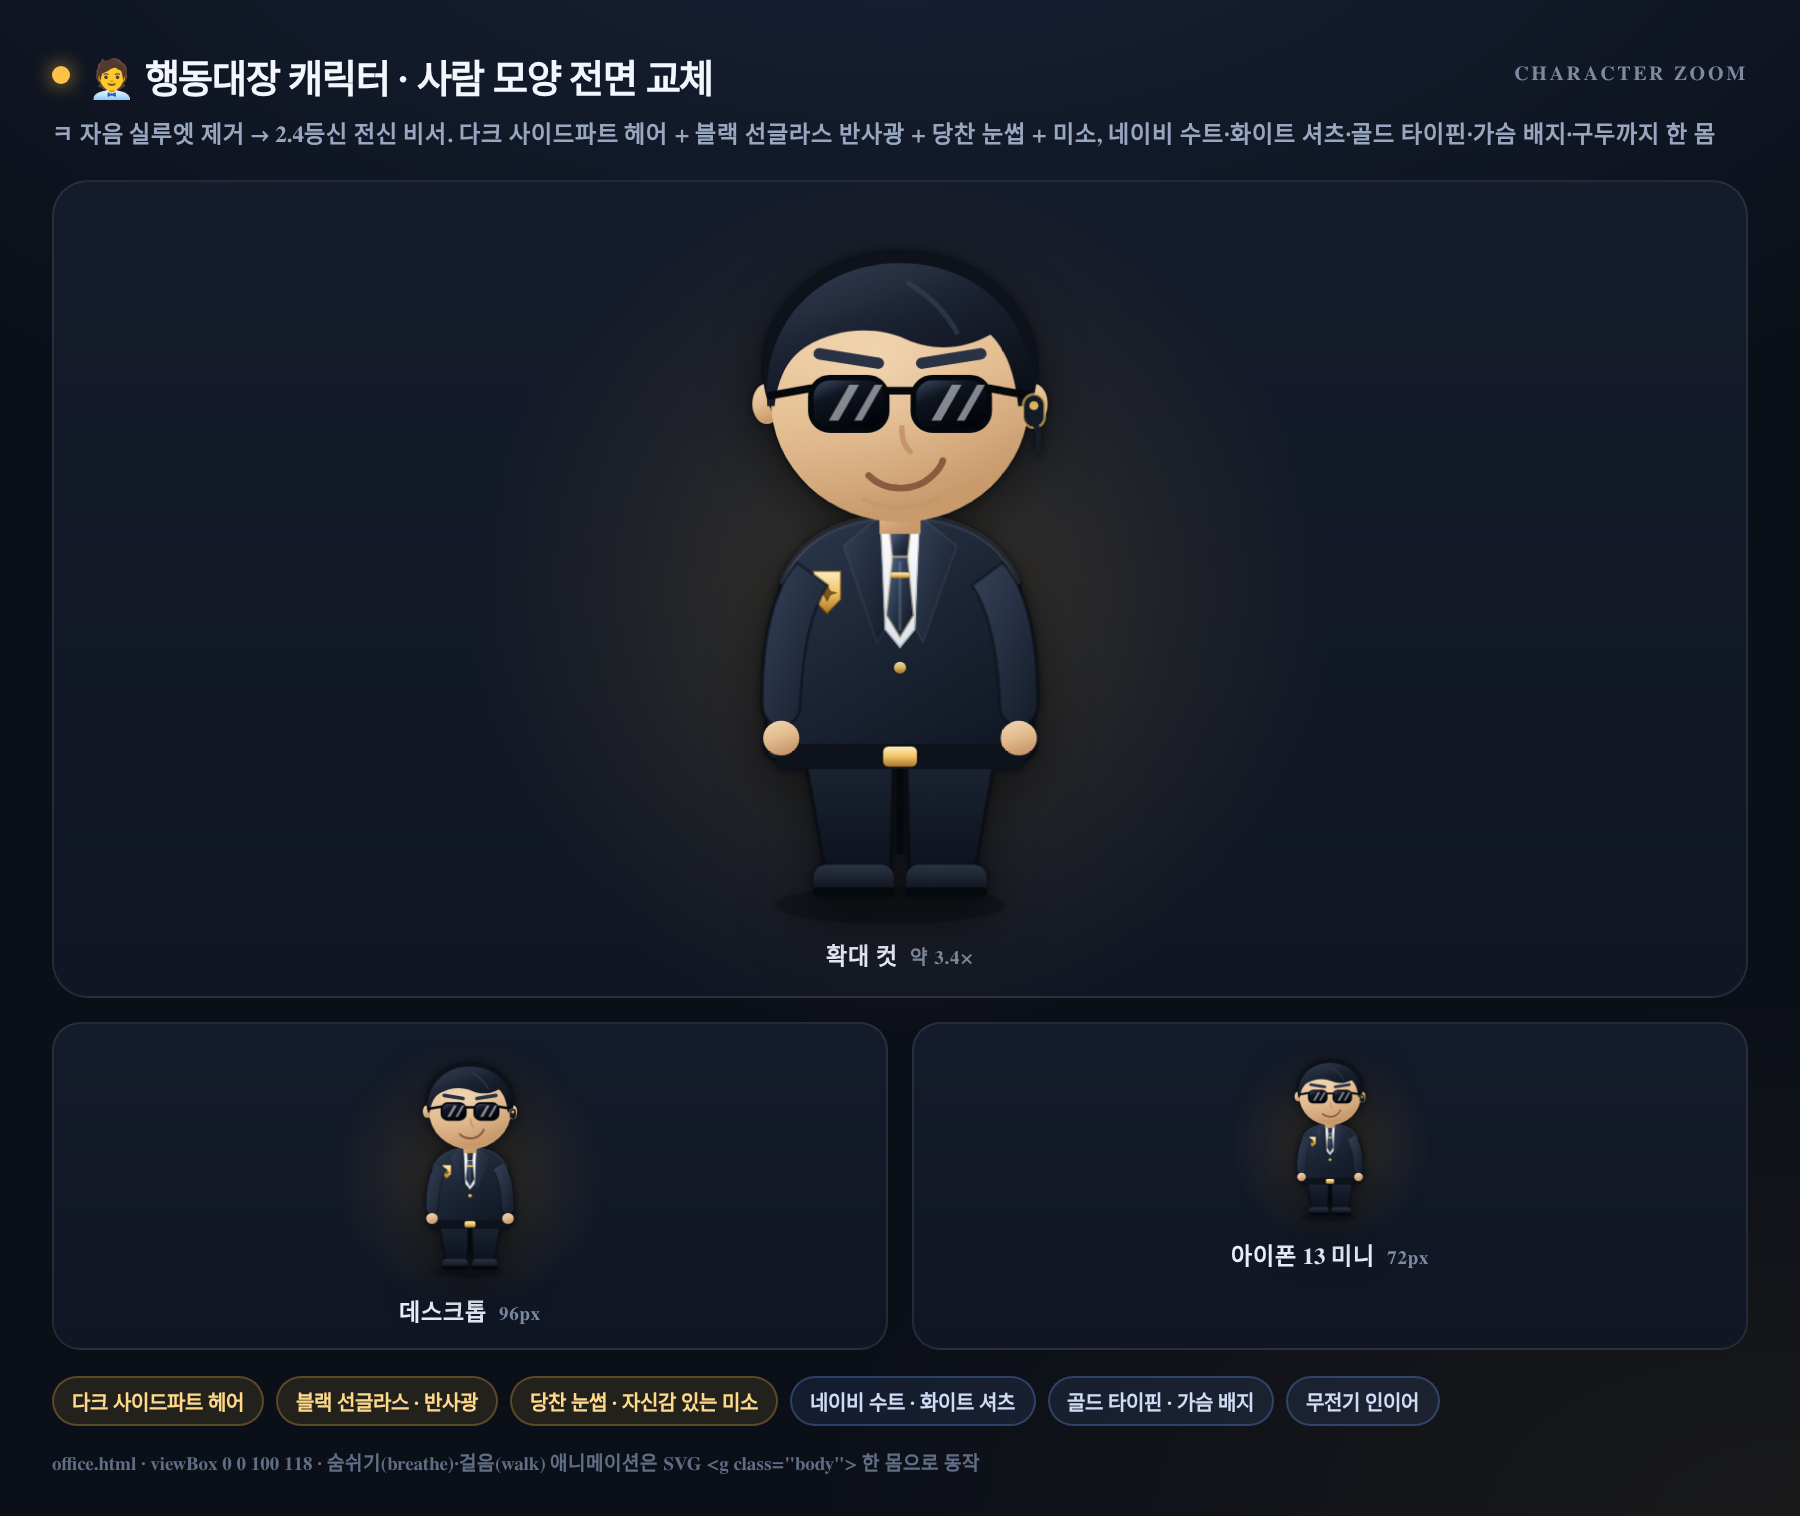 🧑‍💼 행동대장 캐릭터 · 사람 모양 전면 교체
CHARACTER ZOOM
ㅋ 자음 실루엣 제거 → 2.4등신 전신 비서. 다크 사이드파트 헤어 + 블랙 선글라스 반사광 + 당찬 눈썹 + 미소, 네이비 수트·화이트 셔츠·골드 타이핀·가슴 배지·구두까지 한 몸
확대 컷 약 3.4×
데스크톱 96px
아이폰 13 미니 72px
다크 사이드파트 헤어
블랙 선글라스 · 반사광
당찬 눈썹 · 자신감 있는 미소
네이비 수트 · 화이트 셔츠
골드 타이핀 · 가슴 배지
무전기 인이어
office.html · viewBox 0 0 100 118 · 숨쉬기(breathe)·걸음(walk) 애니메이션은 SVG <g class="body"> 한 몸으로 동작